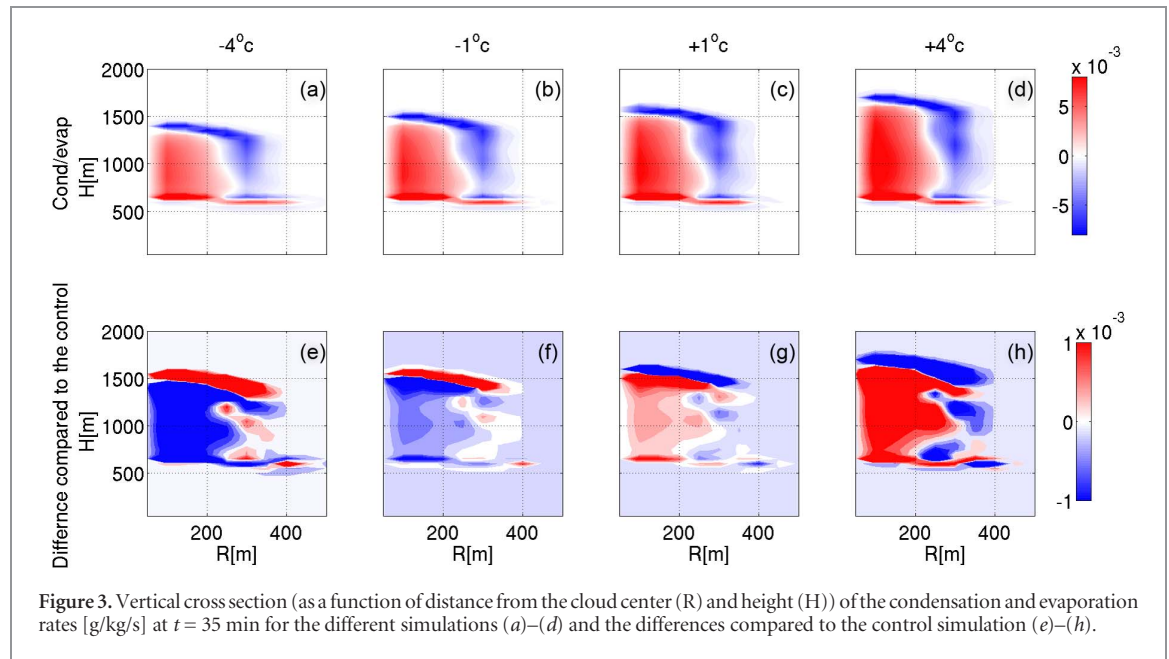 -4°c -1°c +1°c +4°c
x 10⁻³
2000 (a) (b) (c) (d)
1500
1000
500
5
0
-5
Cond/evap
H[m]
x 10⁻³
2000 (e) (f) (g) (h)
1500
1000
500
1
0
-1
Differnce compared to the control
H[m]
200 400 200 400 200 400 200 400
R[m] R[m] R[m] R[m]
Figure 3. Vertical cross section (as a function of distance from the cloud center (R) and height (H)) of the condensation and evaporation
rates [g/kg/s] at t = 35 min for the different simulations (a)–(d) and the differences compared to the control simulation (e)–(h).